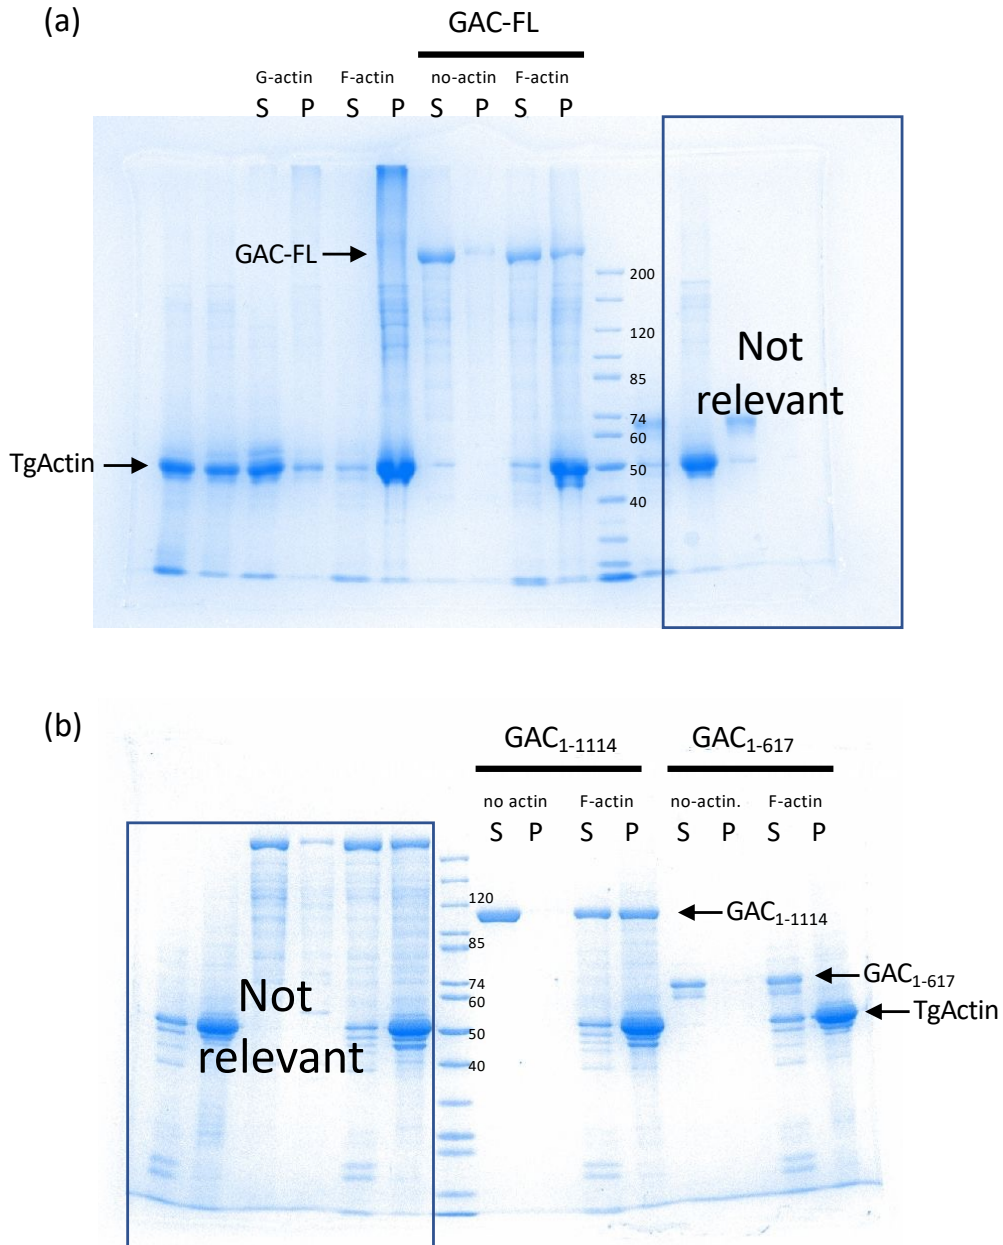 (a)
GAC-FL
G-actin F-actin no-actin F-actin
S P S P S P S P
GAC-FL
200
120
85
74
60
50
40
TgActin
Not
relevant
(b)
GAC1-1114 GAC1-617
no actin F-actin no-actin. F-actin
S P S P S P S P
120
85
74
60
50
40
GAC1-1114
GAC1-617
TgActin
Not
relevant